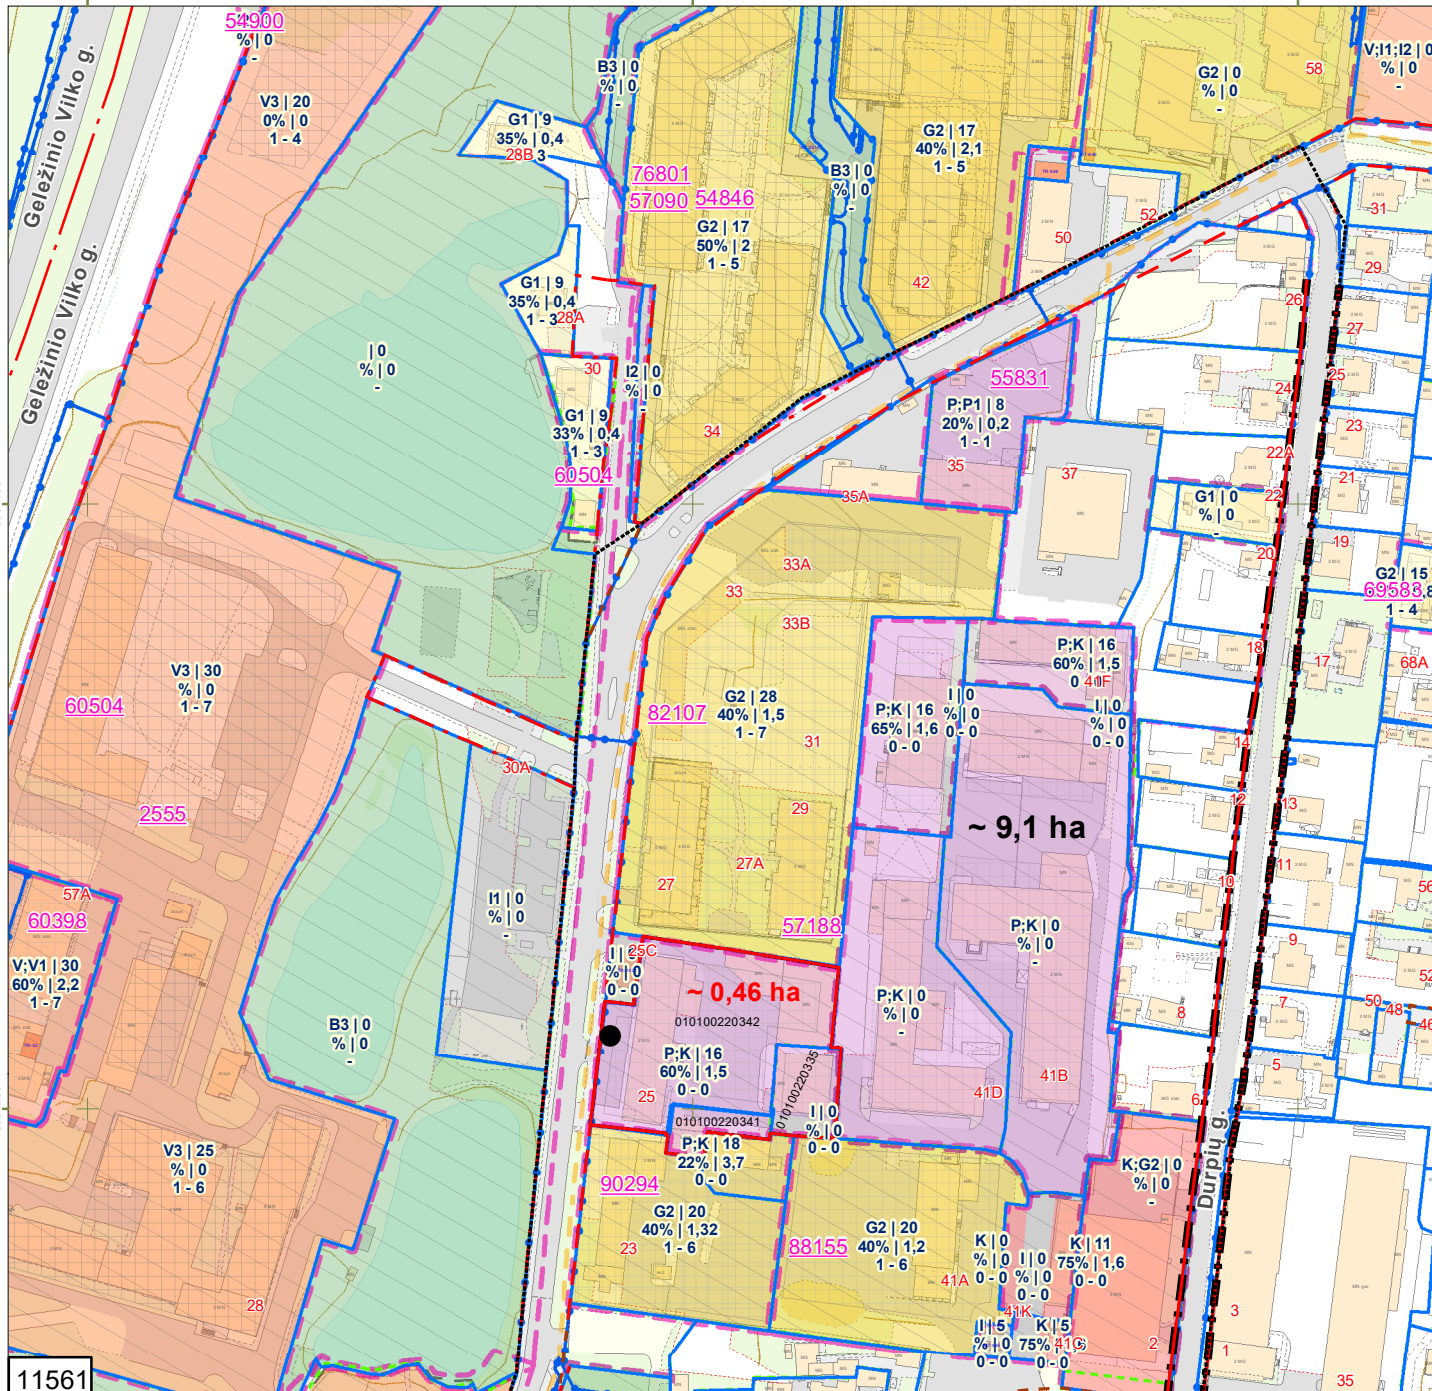 54900
% | 0
-
V3 | 20
0% | 0
1 - 4
Geležinio Vilko g.
Geležinio Vilko g.
B3 | 0
% | 0
-
G1 | 9
35% | 0,4
28B
3
76801
57090
54846
G2 | 17
50% | 2
1 - 5
B3 | 0
% | 0
-
G2 | 17
40% | 2,1
1 - 5
42
G2 | 0
% | 0
-
58
V;I1;I2 | 0
% | 0
-
TR 646
52
50
31
29
27
26
25
24
23
22A
22
21
20
19
18
17
G1 | 9
35% | 0,4
1 - 3
28A
| 0
% | 0
-
30
I2 | 0
% | 0
-
G1 | 9
33% | 0,4
1 - 3
60504
34
55831
P;P1 | 8
20% | 0,2
1 - 1
35
35A
37
G1 | 0
% | 0
-
G2 | 15
69583
1 - 4
68A
33A
33
33B
V3 | 30
% | 0
1 - 7
60504
2555
82107
G2 | 28
40% | 1,5
1 - 7
31
P;K | 16
65% | 1,6
0 - 0
I | 0
% | 0
0 - 0
P;K | 16
60% | 1,5
41F
I | 0
% | 0
0 - 0
14
13
12
11
10
30A
29
27A
27
~ 9,1 ha
57A
60398
V;V1 | 30
60% | 2,2
1 - 7
I1 | 0
% | 0
-
57188
P;K | 0
% | 0
-
25C
% | 0
0 - 0
~ 0,46 ha
010100220342
P;K | 0
% | 0
-
56
9
52
8
7
50
48
46
B3 | 0
% | 0
-
P;K | 16
60% | 1,5
0 - 0
25
010100220335
010100220341
I | 0
% | 0
0 - 0
41D
41B
5
6
P;K | 18
22% | 3,7
0 - 0
V3 | 25
% | 0
1 - 6
90294
G2 | 20
40% | 1,32
1 - 6
23
88155
G2 | 20
40% | 1,2
1 - 6
41A
K;G2 | 0
% | 0
-
Durpių g.
K | 0
% | 0
0 - 0
I | 0
% | 0
0 - 0
K | 11
75% | 1,6
0 - 0
41K
I | 5
% | 0
0 - 0
K | 5
75%
41G
0 - 0
28
3
2
1
35
11561